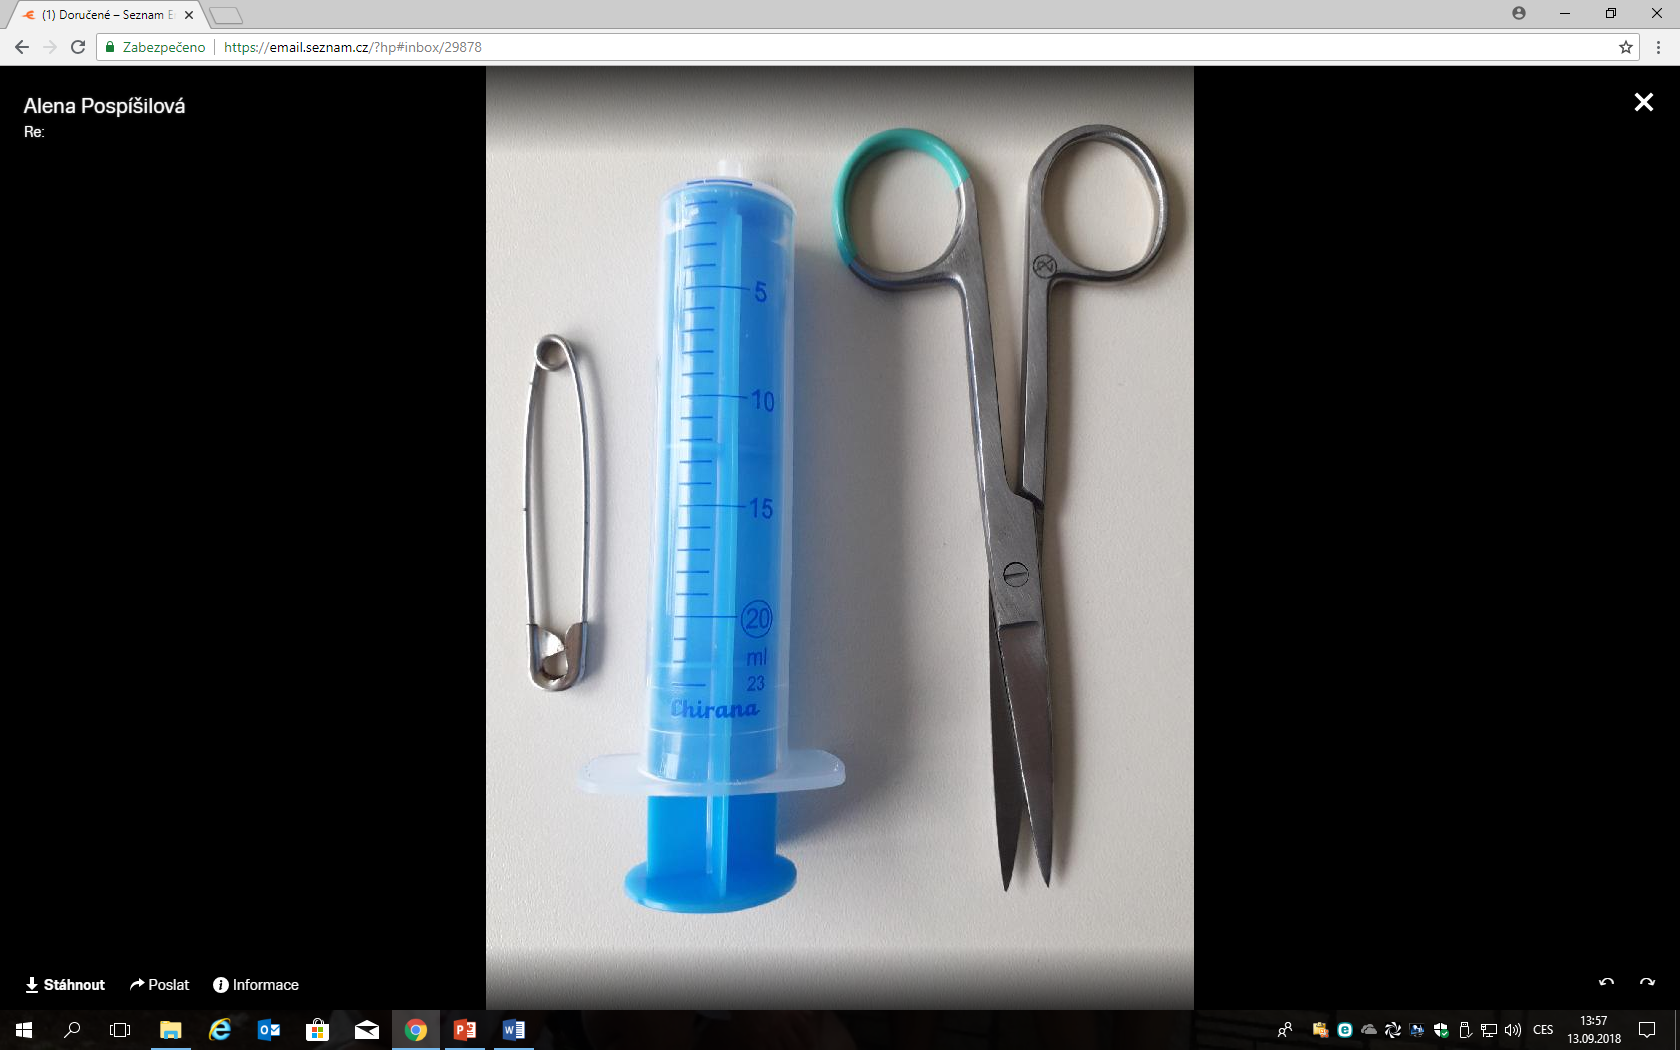 (1) Doručené – Seznam E
Zabezpečeno
https://email.seznam.cz/?hp#inbox/29878
Alena Pospíšilová
Re:
5
10
15
20
ml
23
Chirana
Stáhnout
Poslat
Informace
CES
13:57
13.09.2018